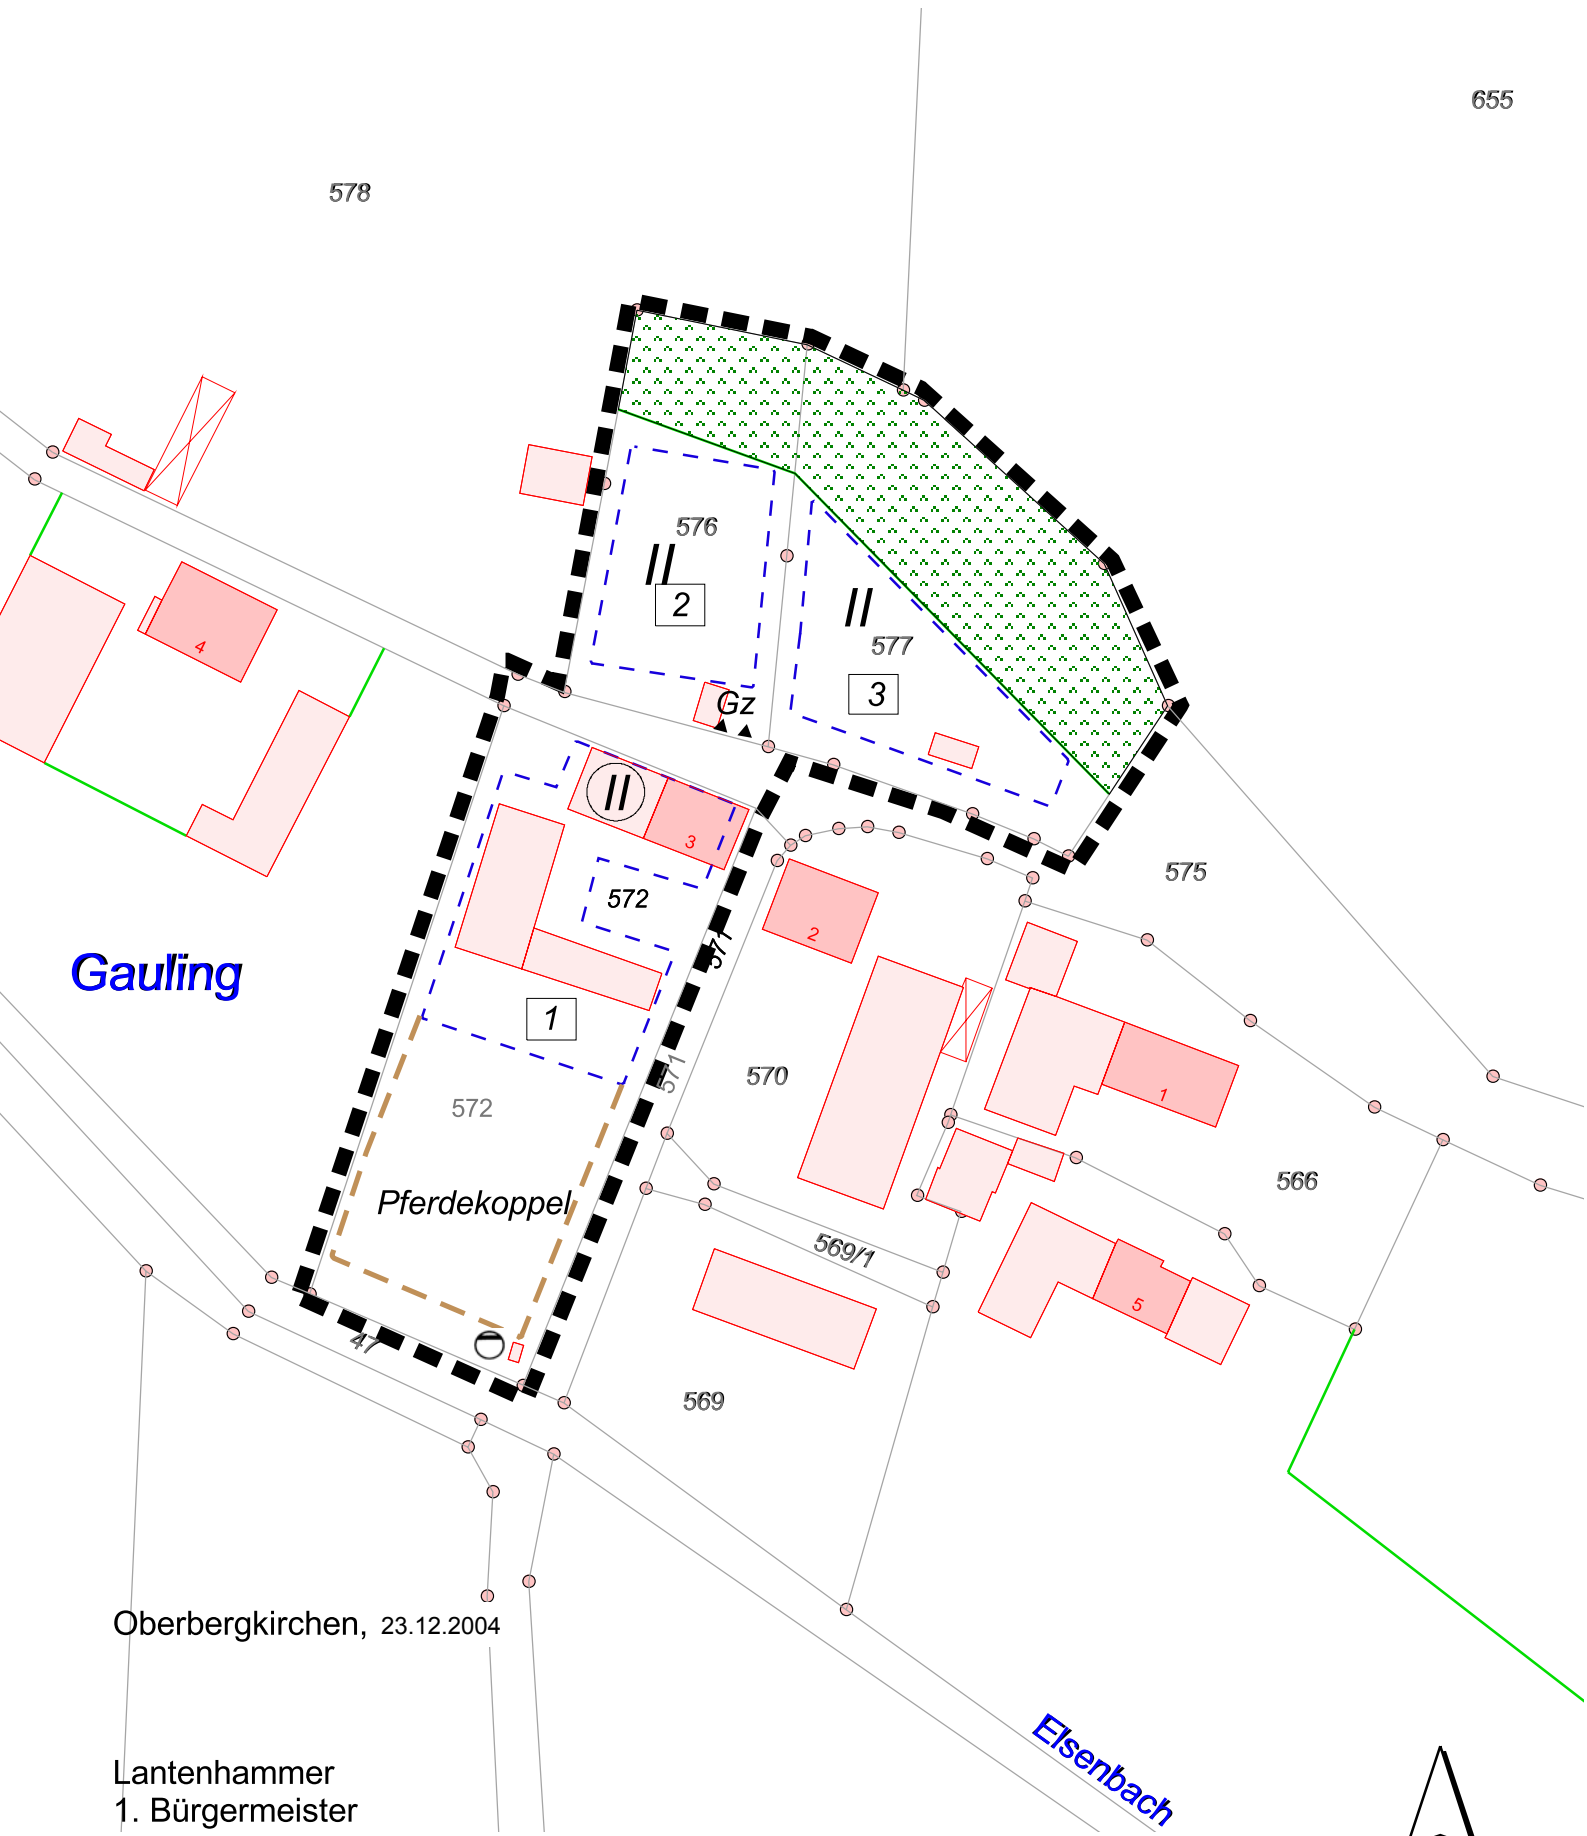 655
578
576
II
2
II
577
3
Gz
4
II
3
572
571
2
575
Gauling
1
571
570
572
1
566
Pferdekoppel
569/1
5
47
569
Oberbergkirchen, 23.12.2004
Elsenbach
Lantenhammer
1. Bürgermeister